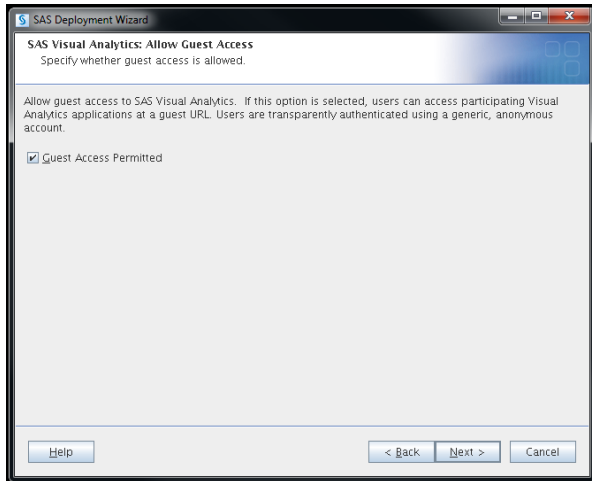 SAS Deployment Wizard
SAS Visual Analytics: Allow Guest Access
Specify whether guest access is allowed.
Allow guest access to SAS Visual Analytics. If this option is selected, users can access participating Visual
Analytics applications at a guest URL. Users are transparently authenticated using a generic, anonymous
account.
Guest Access Permitted
Help < Back Next > Cancel